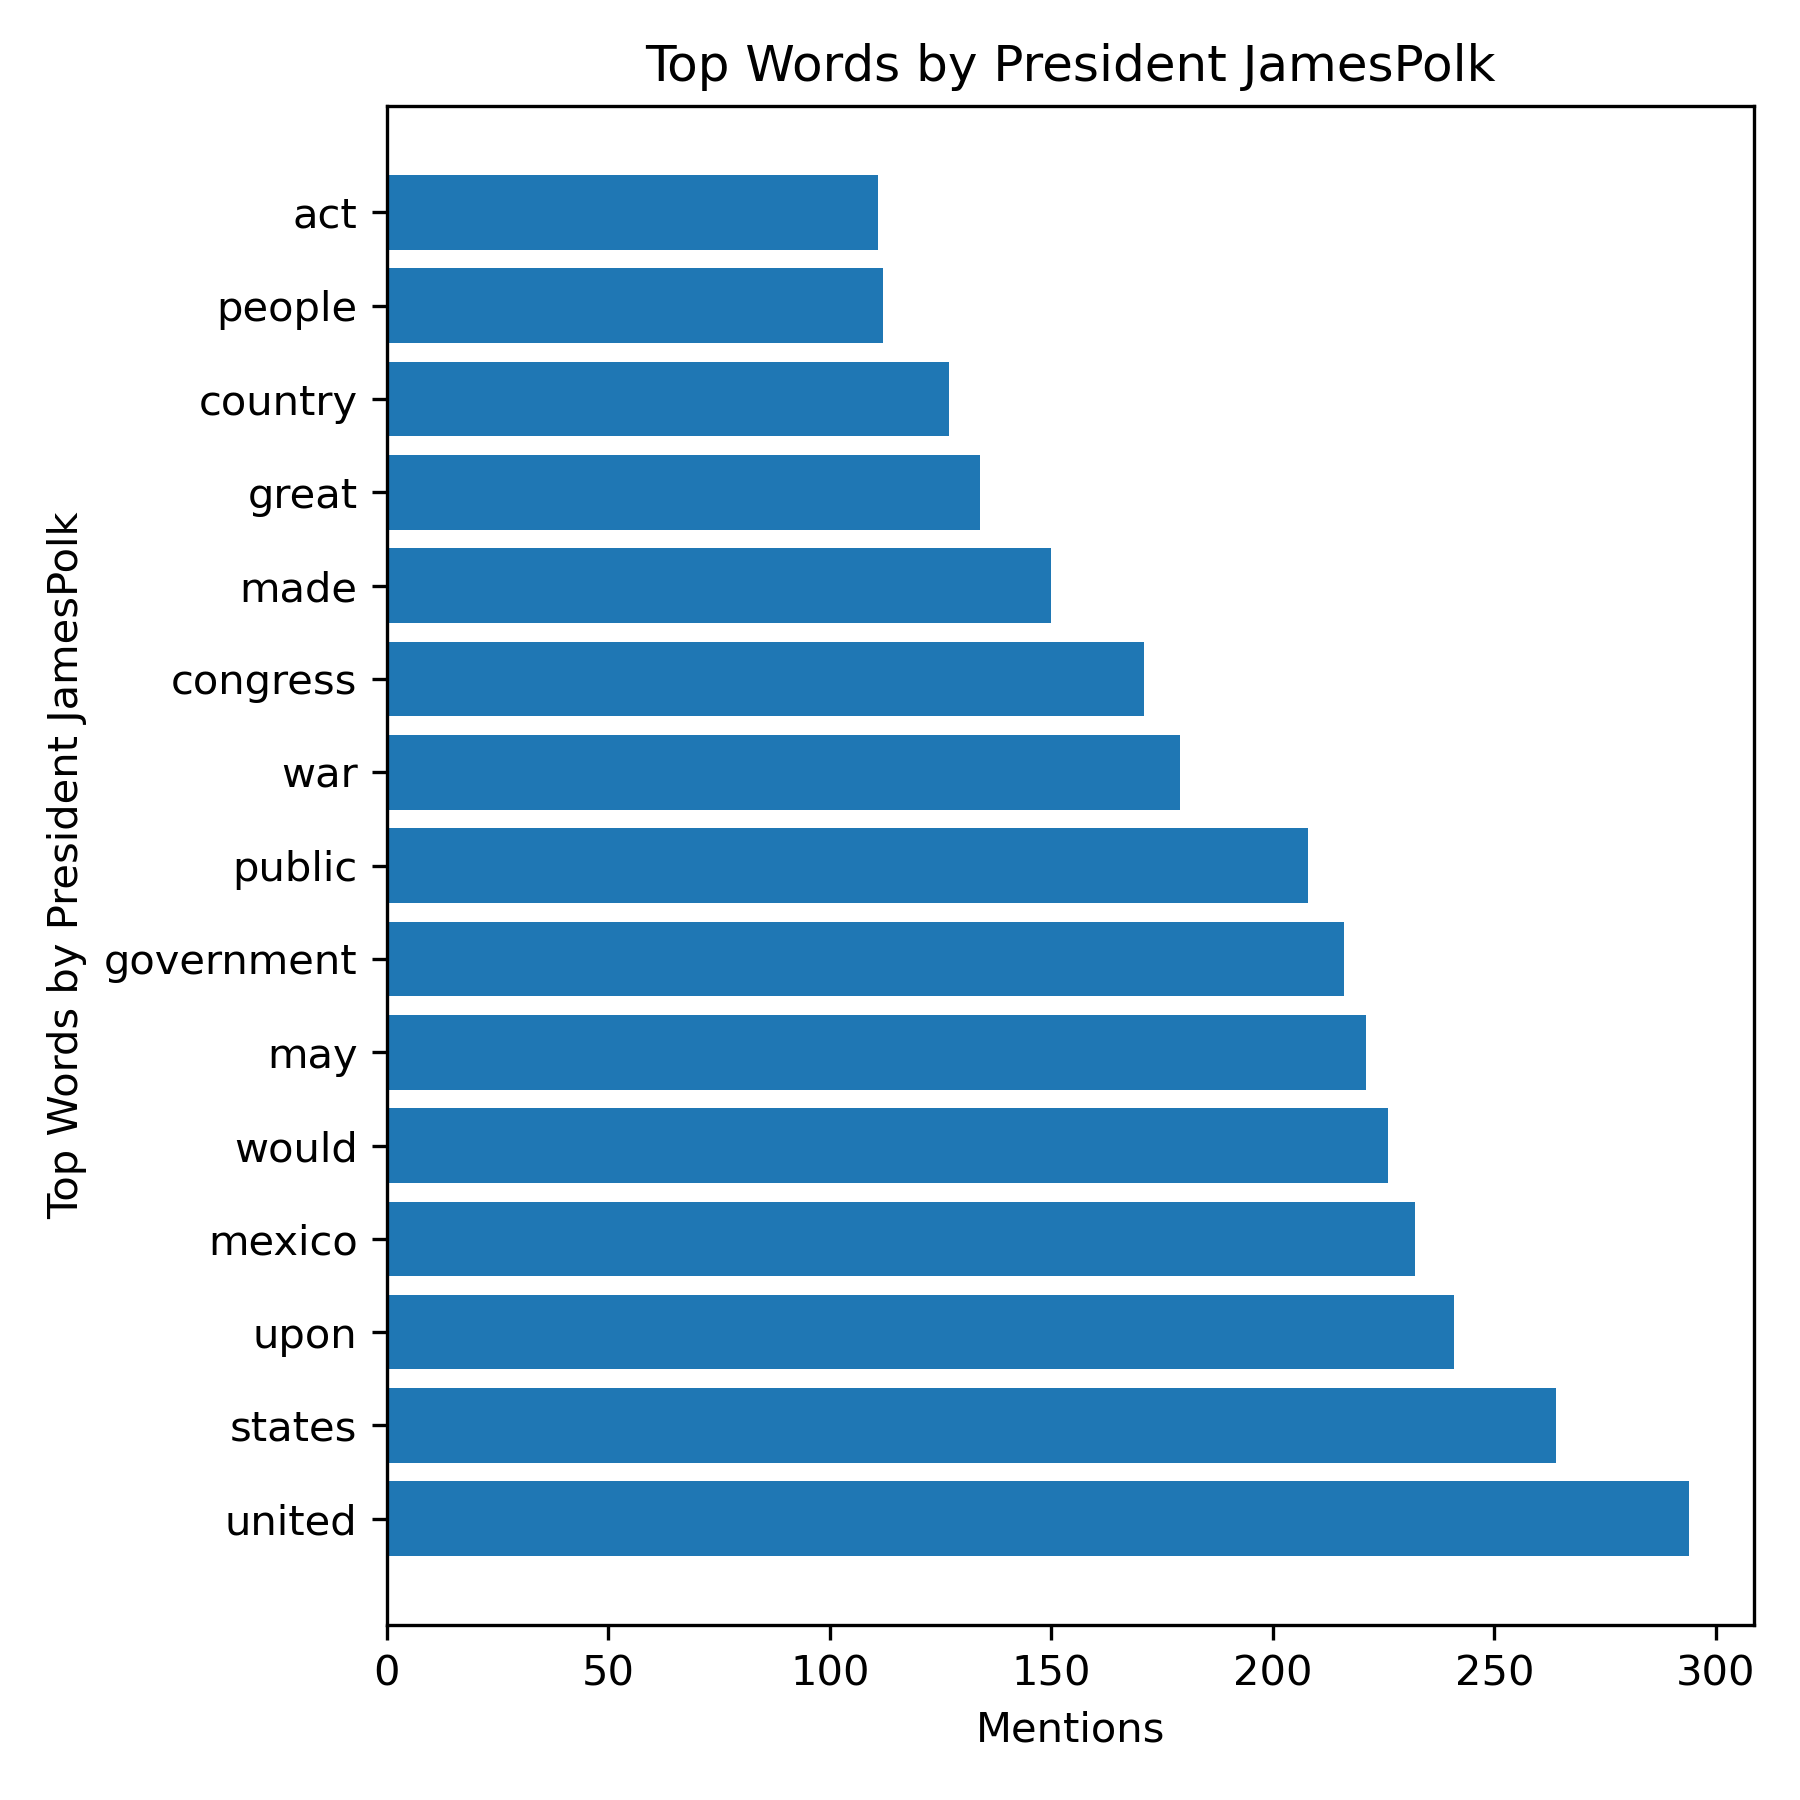 Top Words by President JamesPolk
Top Words by President JamesPolk
act
people
country
great
made
congress
war
public
government
may
would
mexico
upon
states
united
0 50 100 150 200 250 300
Mentions